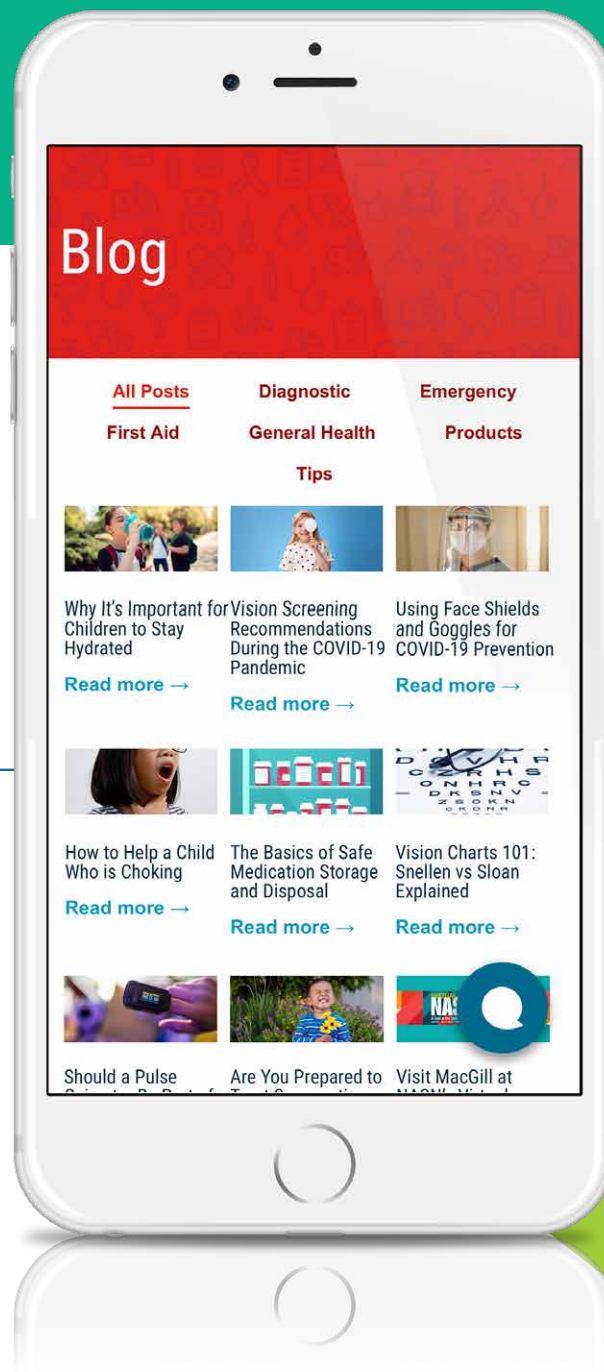 Blog
All Posts Diagnostic Emergency
First Aid General Health Products
Tips
Why It's Important for
Children to Stay
Hydrated
Read more →
Vision Screening
Recommendations
During the COVID-19
Pandemic
Read more →
Using Face Shields
and Goggles for
COVID-19 Prevention
Read more →
How to Help a Child
Who is Choking
Read more →
The Basics of Safe
Medication Storage
and Disposal
Read more →
D S V H R
C Z R H S
O N H R C
D K S N V
Z S O K N
C K D N R
Vision Charts 101:
Snellen vs Sloan
Explained
Read more →
Should a Pulse
Are You Prepared to
NAS
Visit MacGill at